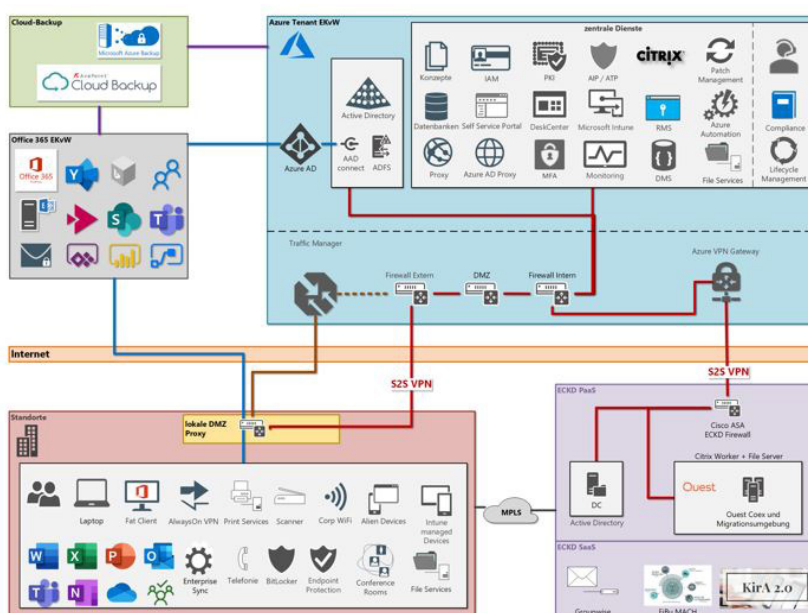 Cloud-Backup
Microsoft Azure Backup
AvePoint
Cloud Backup
Azure Tenant EKvW
zentrale Dienste
Konzepte
IAM
PKI
AIP / ATP
CITRIX
Patch
Management
Active Directory
Datenbanken
Self Service Portal
DeskCenter
Microsoft Intune
RMS
Azure
Automation
Compliance
Office 365 EKvW
Office 365
Azure AD
AAD
connect
ADFS
Proxy
Azure AD Proxy
MFA
Monitoring
DMS
File Services
Lifecycle
Management
Traffic Manager
Firewall Extern
DMZ
Firewall Intern
Azure VPN Gateway
Internet
S2S VPN
S2S VPN
Standorte
lokale DMZ
Proxy
ECKD PaaS
Cisco ASA
ECKD Firewall
Citrix Worker + File Server
Laptop
Fat Client
AlwaysOn VPN
Print Services
Scanner
Corp WiFi
Alien Devices
Intune
managed
Devices
MPLS
DC
Active Directory
Quest
Quest Coex und
Migrationsumgebung
Enterprise
Sync
Telefonie
BitLocker
Endpoint
Protection
Conference
Rooms
File Services
ECKD SaaS
Groupwise
FiBu MACH
KirA 2.0